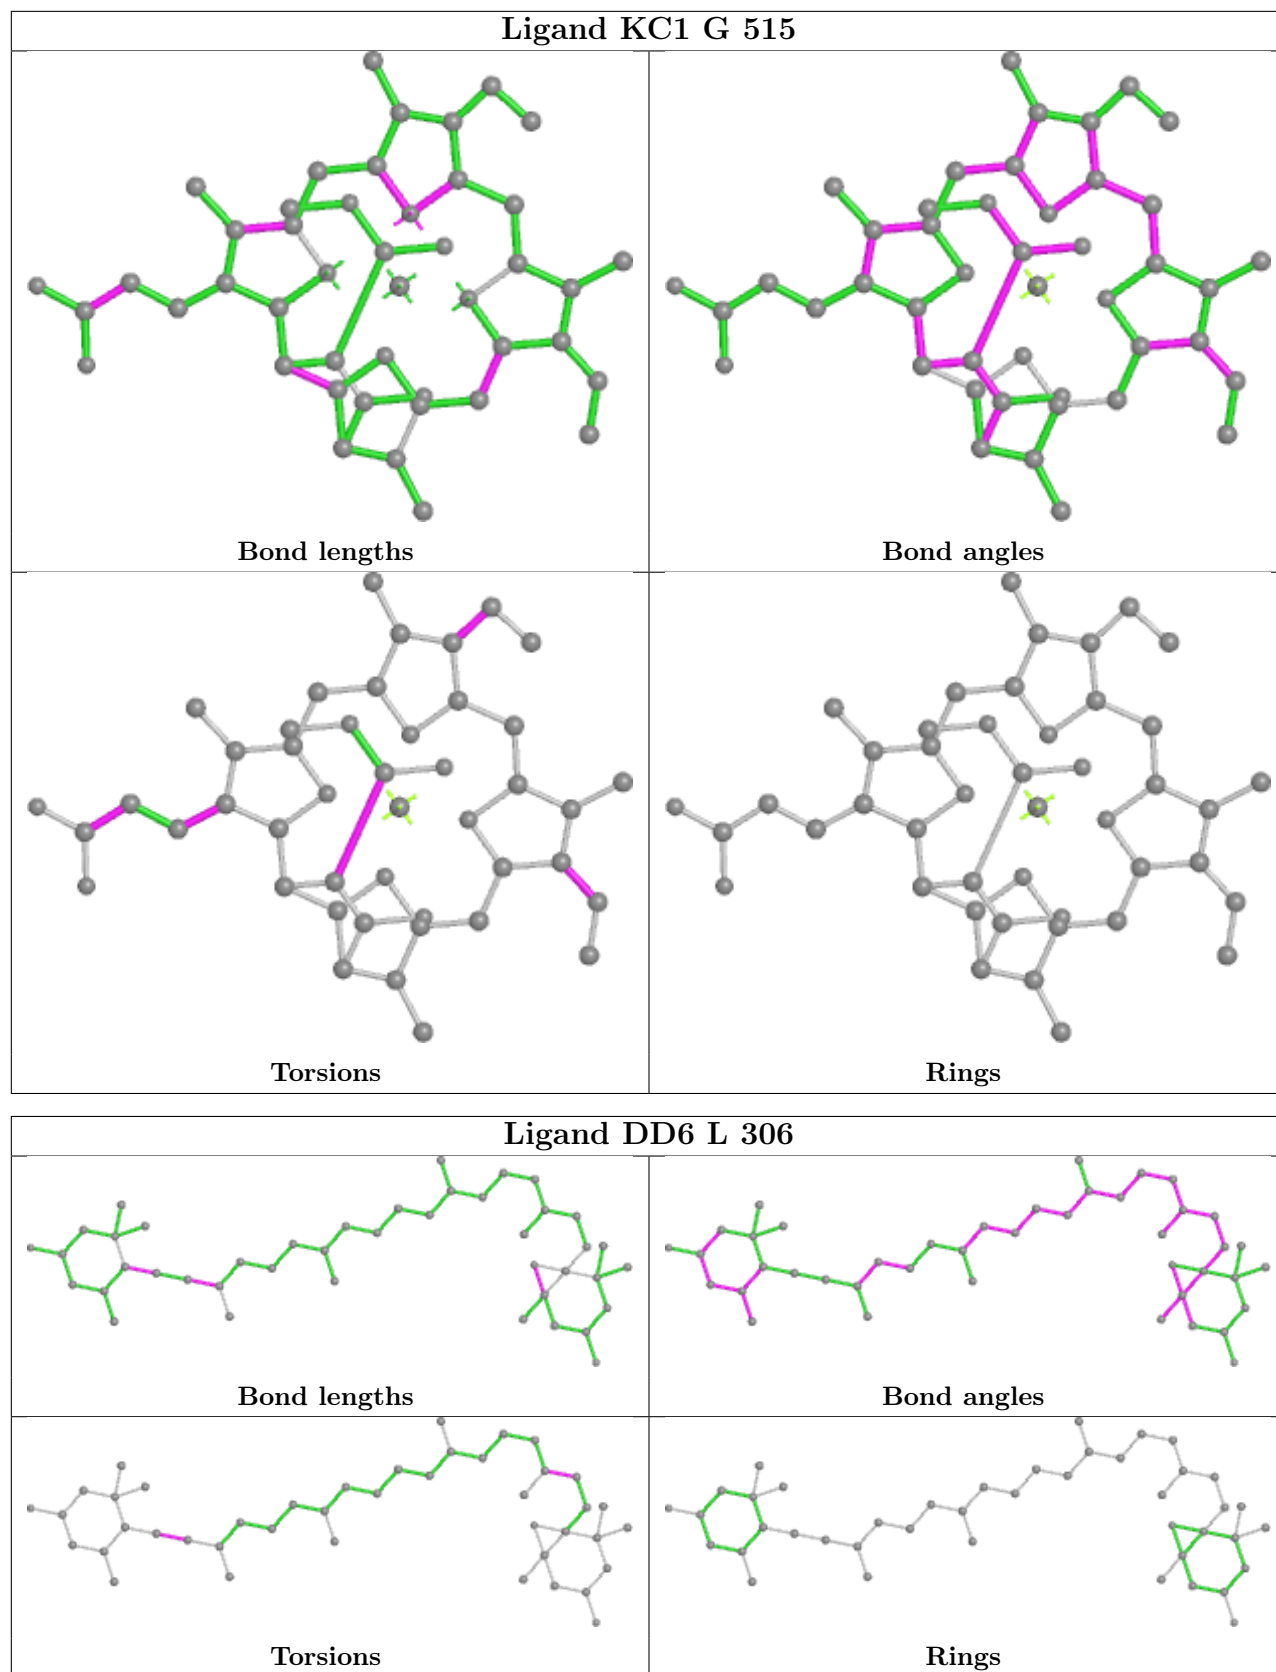 Ligand KC1 G 515
Bond lengths
Bond angles
Torsions
Rings
Ligand DD6 L 306
Bond lengths
Bond angles
Torsions
Rings